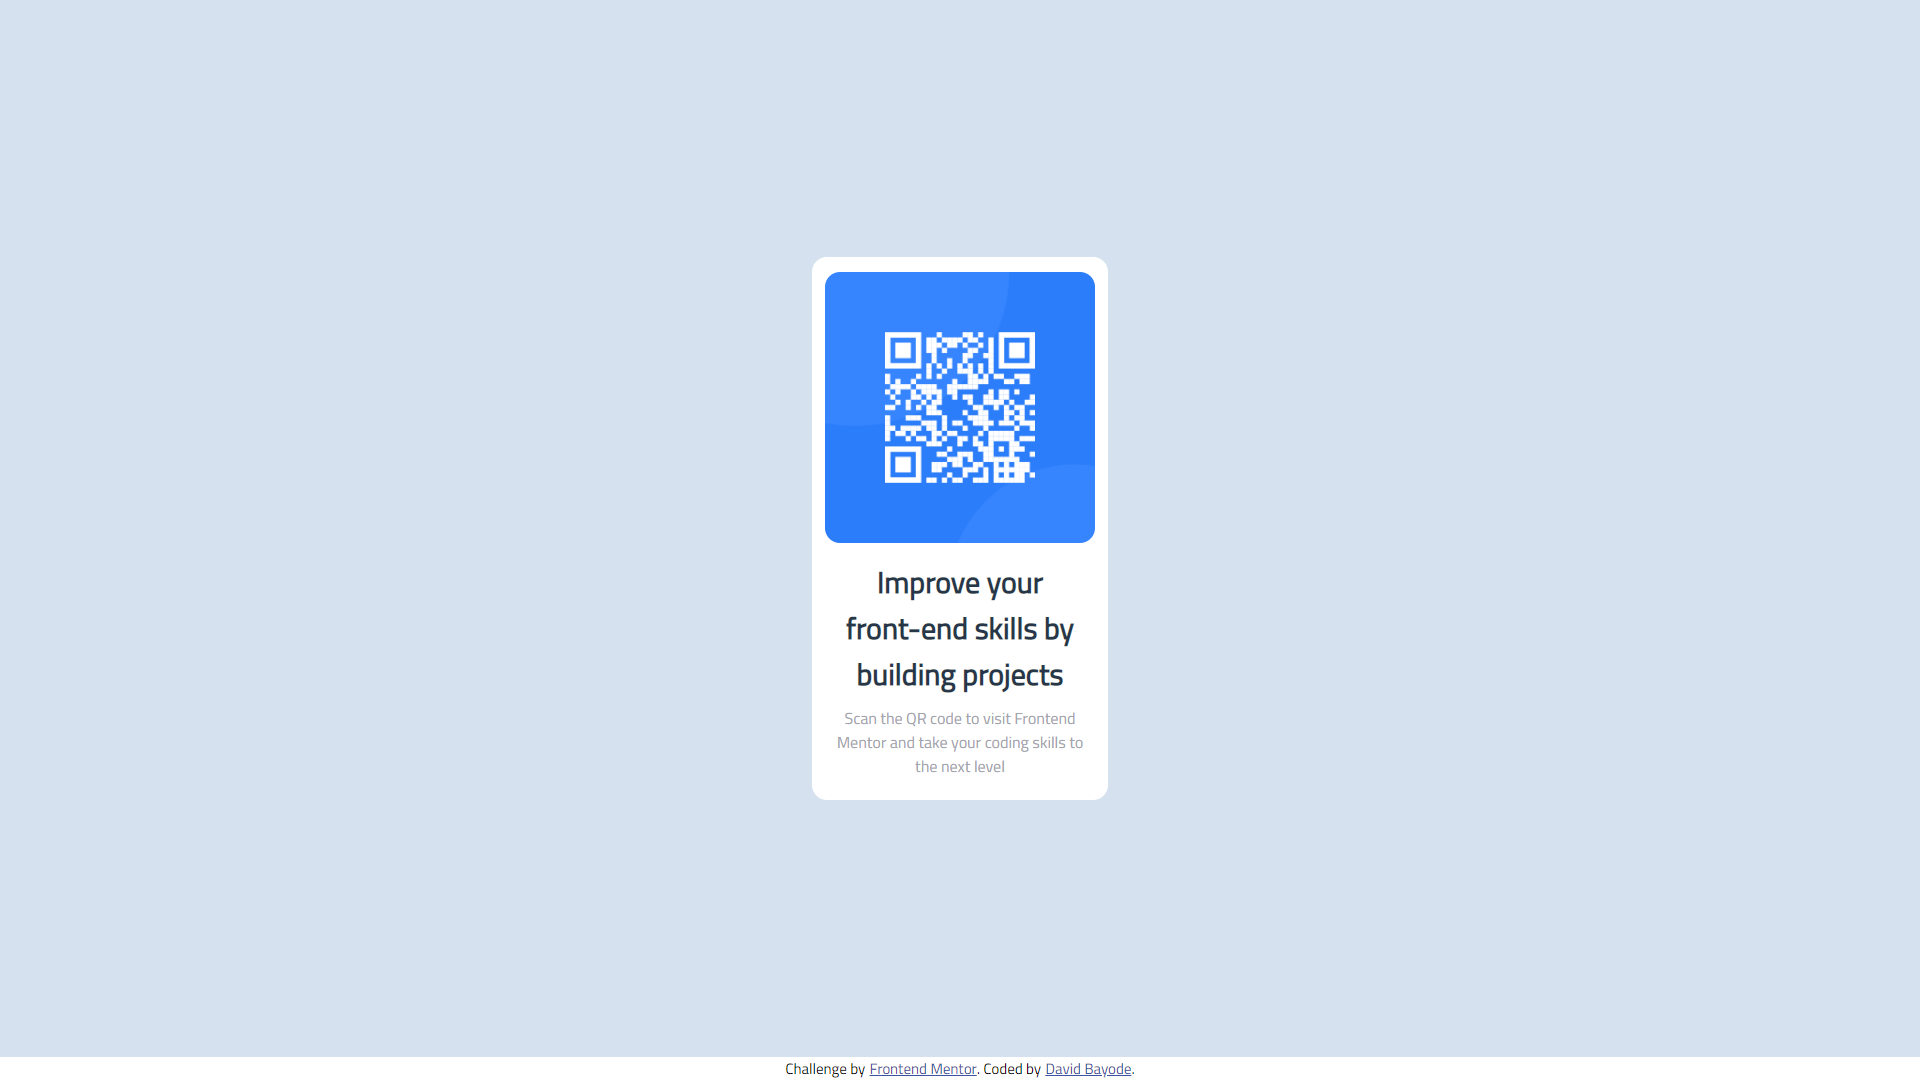 Improve your
front-end skills by
building projects
Scan the QR code to visit Frontend
Mentor and take your coding skills to
the next level
Challenge by Frontend Mentor. Coded by David Bayode.